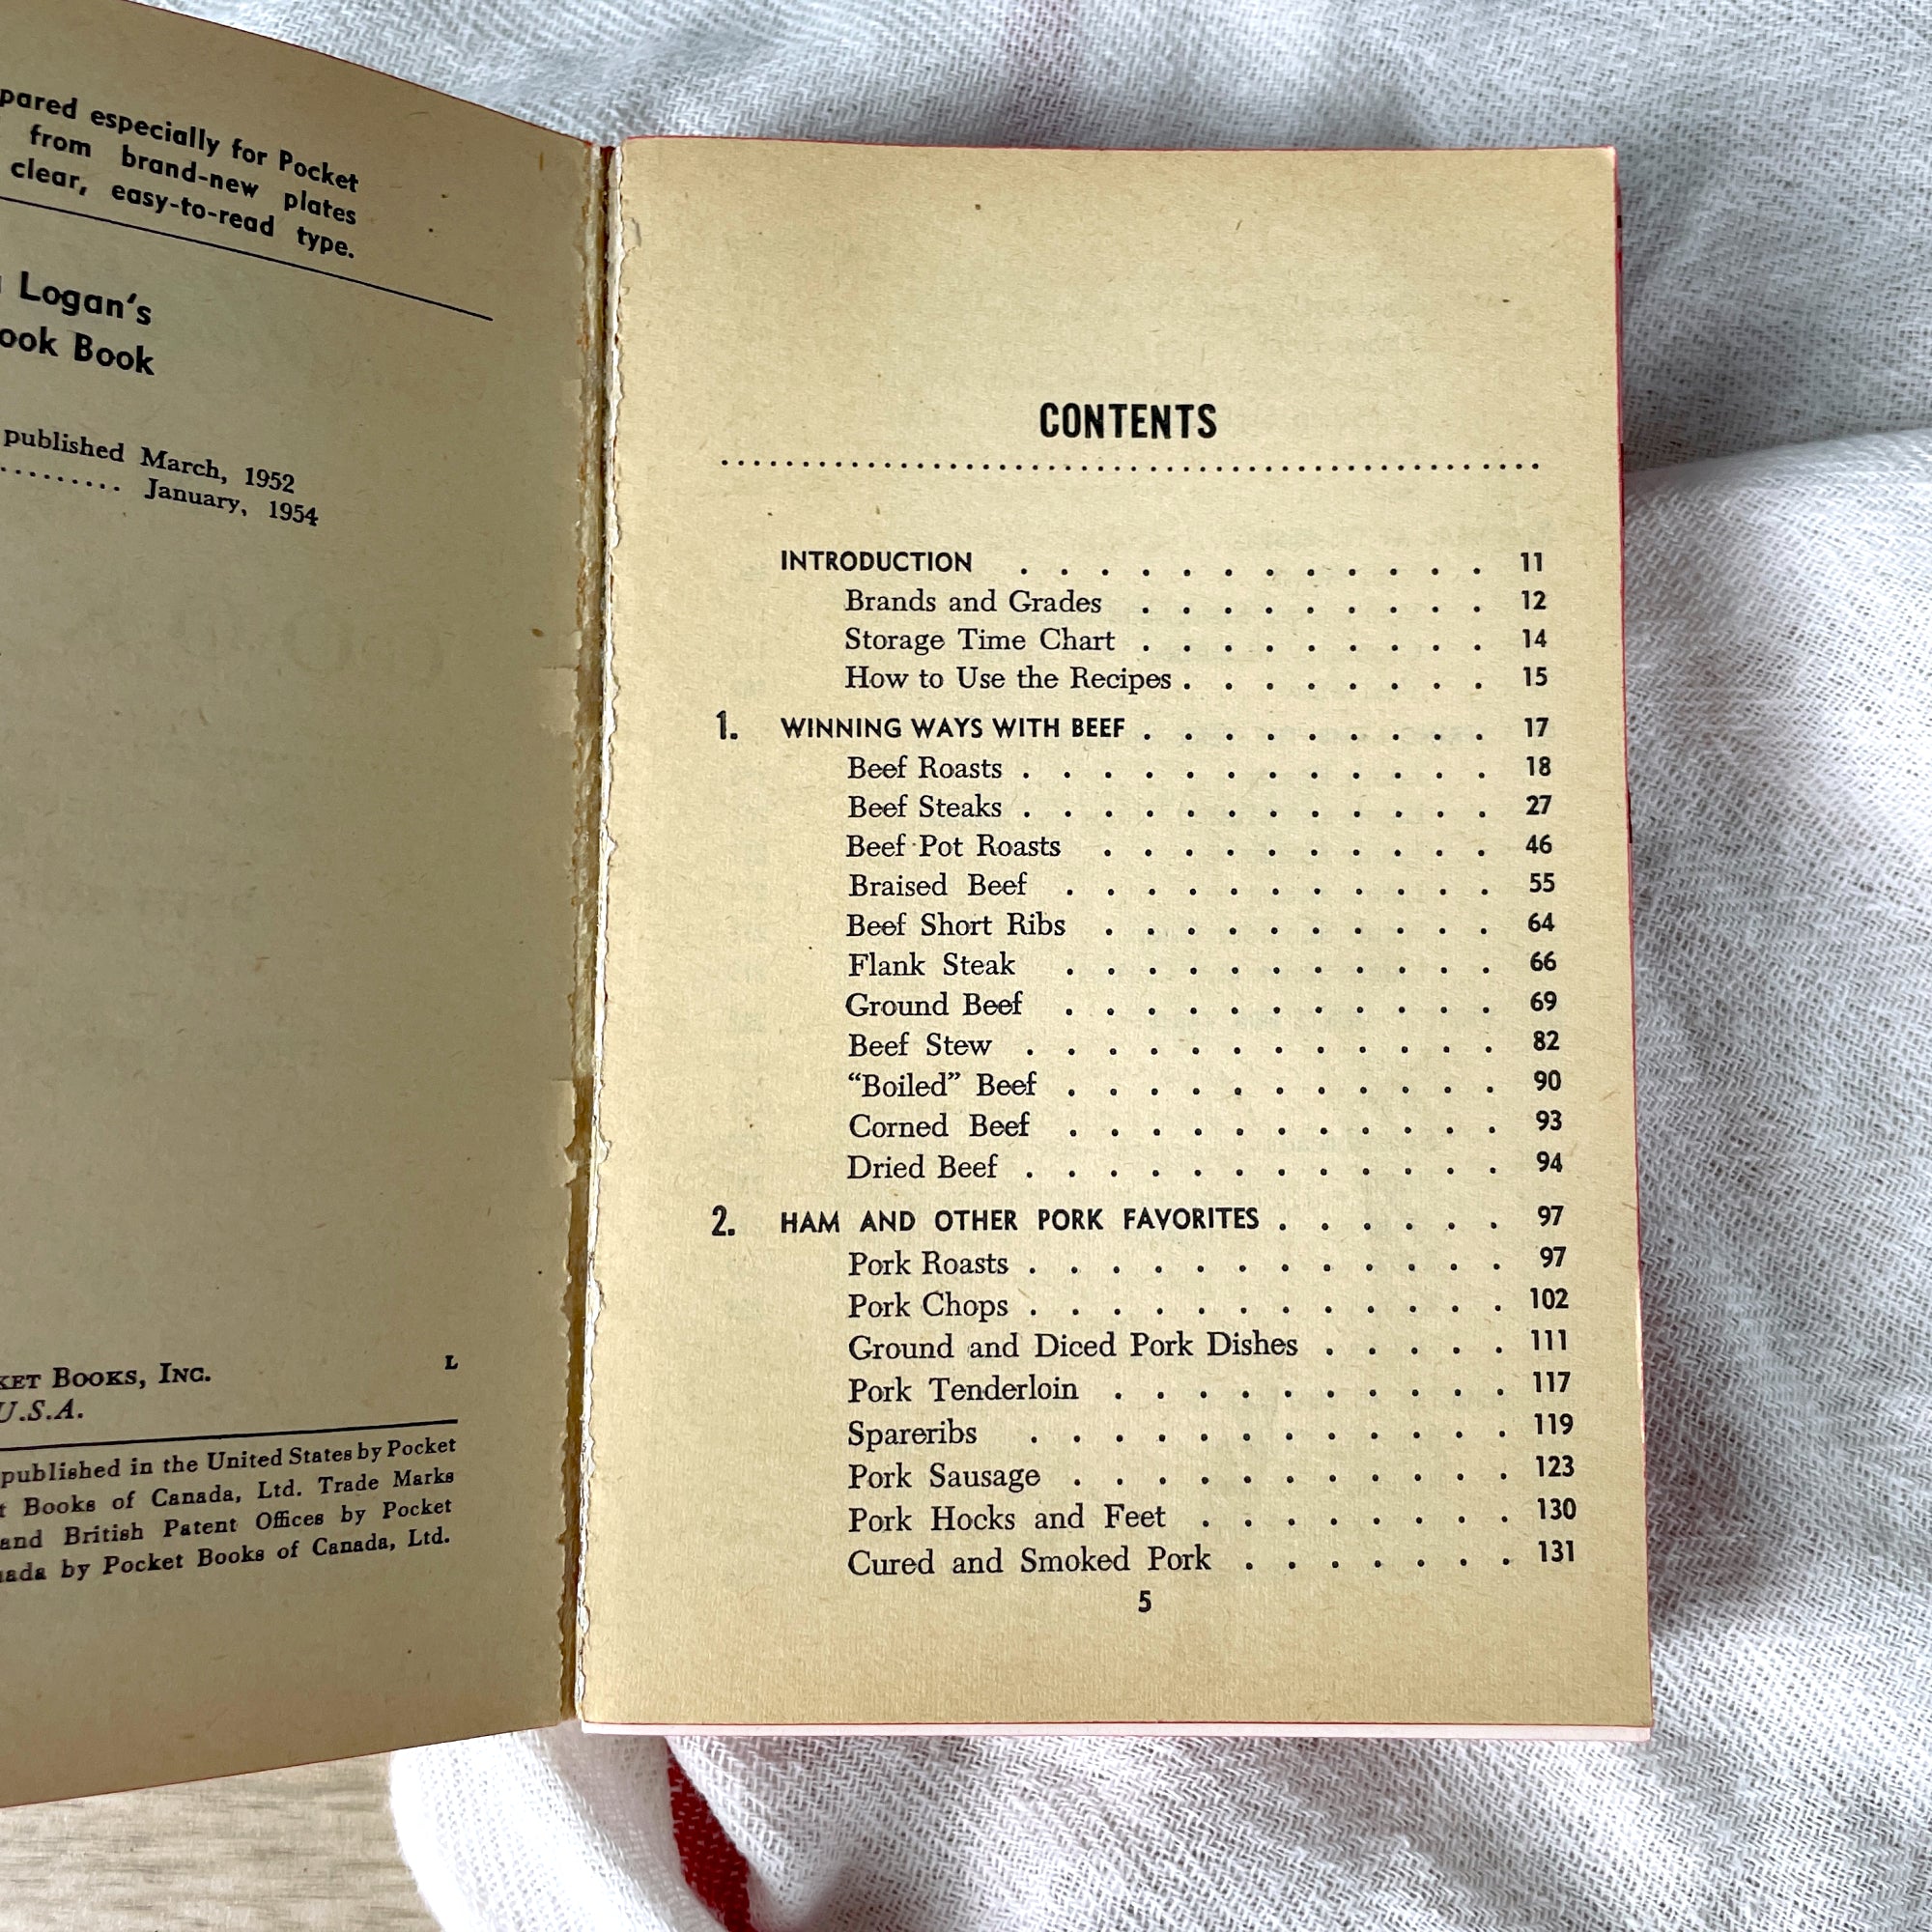 especially for Pocket
from brand-new plates
clear, easy-to-read type.
Logan's
Book
published March, 1952
......... January, 1954
BOOKS, INC.
L
U.S.A.
published in the United States by Pocket
Books of Canada, Ltd. Trade Marks
and British Patent Offices by Pocket
by Pocket Books of Canada, Ltd.
CONTENTS
INTRODUCTION . . . . . . . . . . . . 11
Brands and Grades . . . . . . . . . 12
Storage Time Chart . . . . . . . . . 14
How to Use the Recipes . . . . . . . . 15
1. WINNING WAYS WITH BEEF . . . . . . . . . 17
Beef Roasts . . . . . . . . . . . . 18
Beef Steaks . . . . . . . . . . . . 27
Beef Pot Roasts . . . . . . . . . . 46
Braised Beef . . . . . . . . . . . 55
Beef Short Ribs . . . . . . . . . . 64
Flank Steak . . . . . . . . . . . 66
Ground Beef . . . . . . . . . . . 69
Beef Stew . . . . . . . . . . . . 82
“Boiled” Beef . . . . . . . . . . . 90
Corned Beef . . . . . . . . . . . 93
Dried Beef . . . . . . . . . . . . 94
2. HAM AND OTHER PORK FAVORITES . . . . . . 97
Pork Roasts . . . . . . . . . . . . 97
Pork Chops . . . . . . . . . . . . 102
Ground and Diced Pork Dishes . . . . . 111
Pork Tenderloin . . . . . . . . . . 117
Spareribs . . . . . . . . . . . . 119
Pork Sausage . . . . . . . . . . . 123
Pork Hocks and Feet . . . . . . . . 130
Cured and Smoked Pork . . . . . . . 131
5